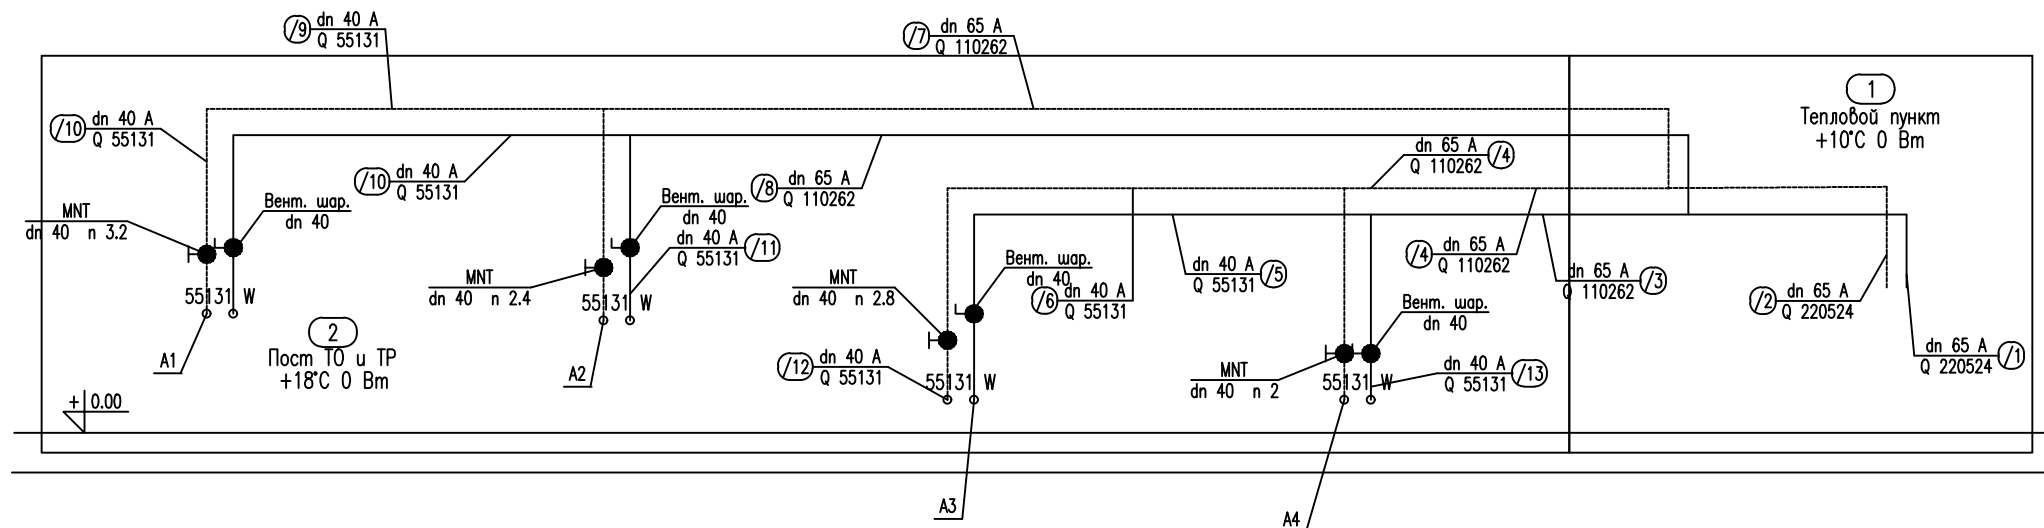 /9 dn 40 A
Q 55131
/7 dn 65 A
Q 110262
1
Тепловой пункт
+10°C 0 Вт
/10 dn 40 A
Q 55131
dn 65 A /4
Q 110262
/10 dn 40 A
Q 55131
/8 dn 65 A
Q 110262
MNT
dn 40 n 3.2
Вент. шар.
dn 40
Вент. шар.
dn 40
dn 40 A /11
Q 55131
/4 dn 65 A
Q 110262
MNT
dn 40 n 2.4
MNT
dn 40 n 2.8
Вент. шар.
dn 40
/6 dn 40 A
Q 55131
dn 40 A /5
Q 55131
dn 65 A /3
Q 110262
/2 dn 65 A
Q 220524
55131 W
55131 W
Вент. шар.
dn 40
2
Пост ТО и ТР
+18°C 0 Вт
A1
A2
/12 dn 40 A
Q 55131
55131 W
MNT
dn 40 n 2
55131 W
dn 40 A /13
Q 55131
dn 65 A /1
Q 220524
+ 0.00
A3
A4